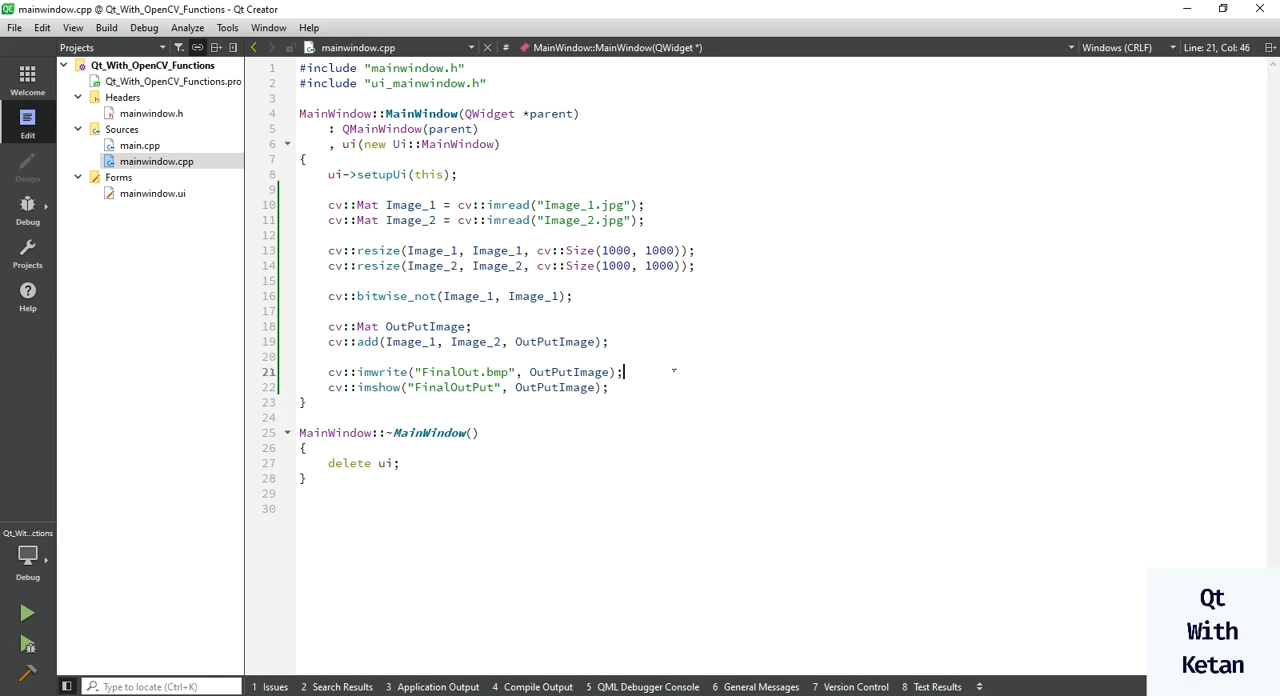 mainwindow.cpp @ Qt_With_OpenCV_Functions - Qt Creator
File Edit View Build Debug Analyze Tools Window Help
Projects
mainwindow.cpp
# MainWindow::MainWindow(QWidget *)
Windows (CRLF)
Line: 21, Col: 46
Welcome
Edit
Design
Debug
Projects
Help
Qt_Wit...ctions
Debug
Qt_With_OpenCV_Functions
Qt_With_OpenCV_Functions.pro
Headers
mainwindow.h
Sources
main.cpp
mainwindow.cpp
Forms
mainwindow.ui
1 #include "mainwindow.h"
2 #include "ui_mainwindow.h"
3
4 MainWindow::MainWindow(QWidget *parent)
5 : QMainWindow(parent)
6 , ui(new Ui::MainWindow)
7 {
8 ui->setupUi(this);
9
10 cv::Mat Image_1 = cv::imread("Image_1.jpg");
11 cv::Mat Image_2 = cv::imread("Image_2.jpg");
12
13 cv::resize(Image_1, Image_1, cv::Size(1000, 1000));
14 cv::resize(Image_2, Image_2, cv::Size(1000, 1000));
15
16 cv::bitwise_not(Image_1, Image_1);
17
18 cv::Mat OutPutImage;
19 cv::add(Image_1, Image_2, OutPutImage);
20
21 cv::imwrite("FinalOut.bmp", OutPutImage);
22 cv::imshow("FinalOutPut", OutPutImage);
23 }
24
25 MainWindow::~MainWindow()
26 {
27 delete ui;
28 }
29
30
Qt
With
Ketan
Type to locate (Ctrl+K)
1 Issues 2 Search Results 3 Application Output 4 Compile Output 5 QML Debugger Console 6 General Messages 7 Version Control 8 Test Results